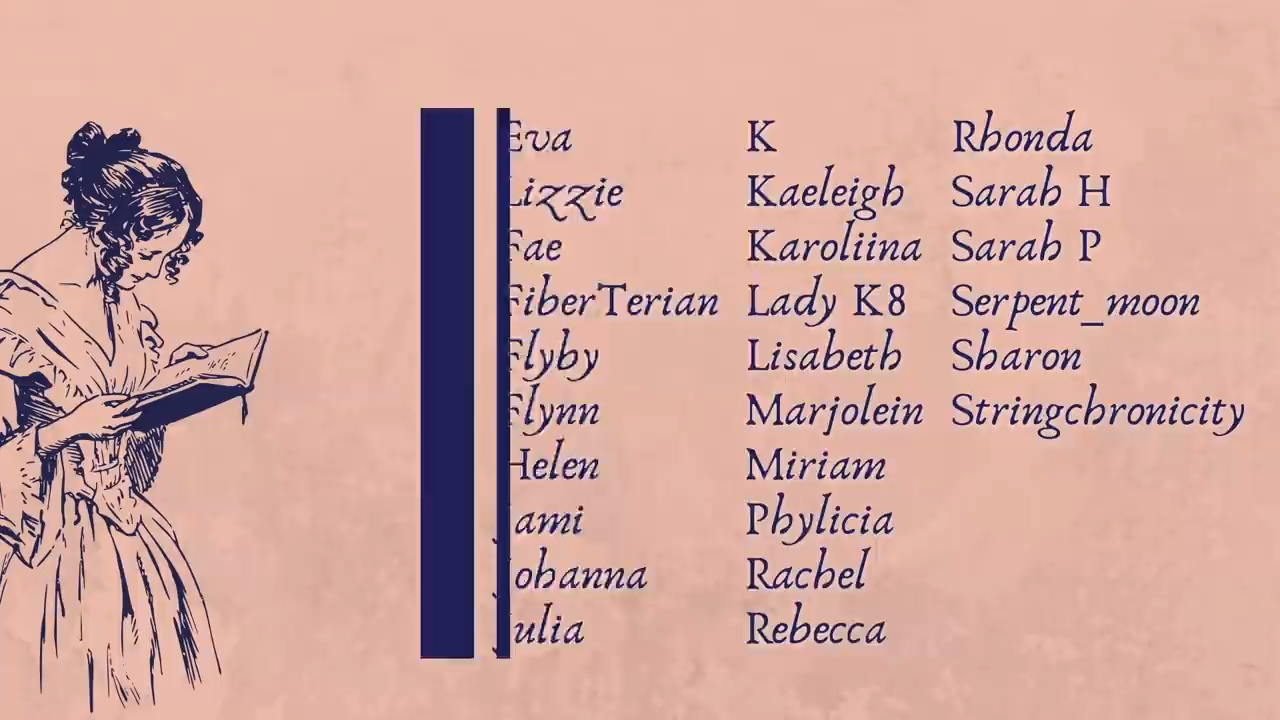 Eva
Lizzie
Fae
FiberTerian
Flyby
Flynn
Helen
Jami
Johanna
Julia
K
Kaeleigh
Karoliina
Lady K8
Lisabeth
Marjolein
Miriam
Phylicia
Rachel
Rebecca
Rhonda
Sarah H
Sarah P
Serpent_moon
Sharon
Stringchronicity